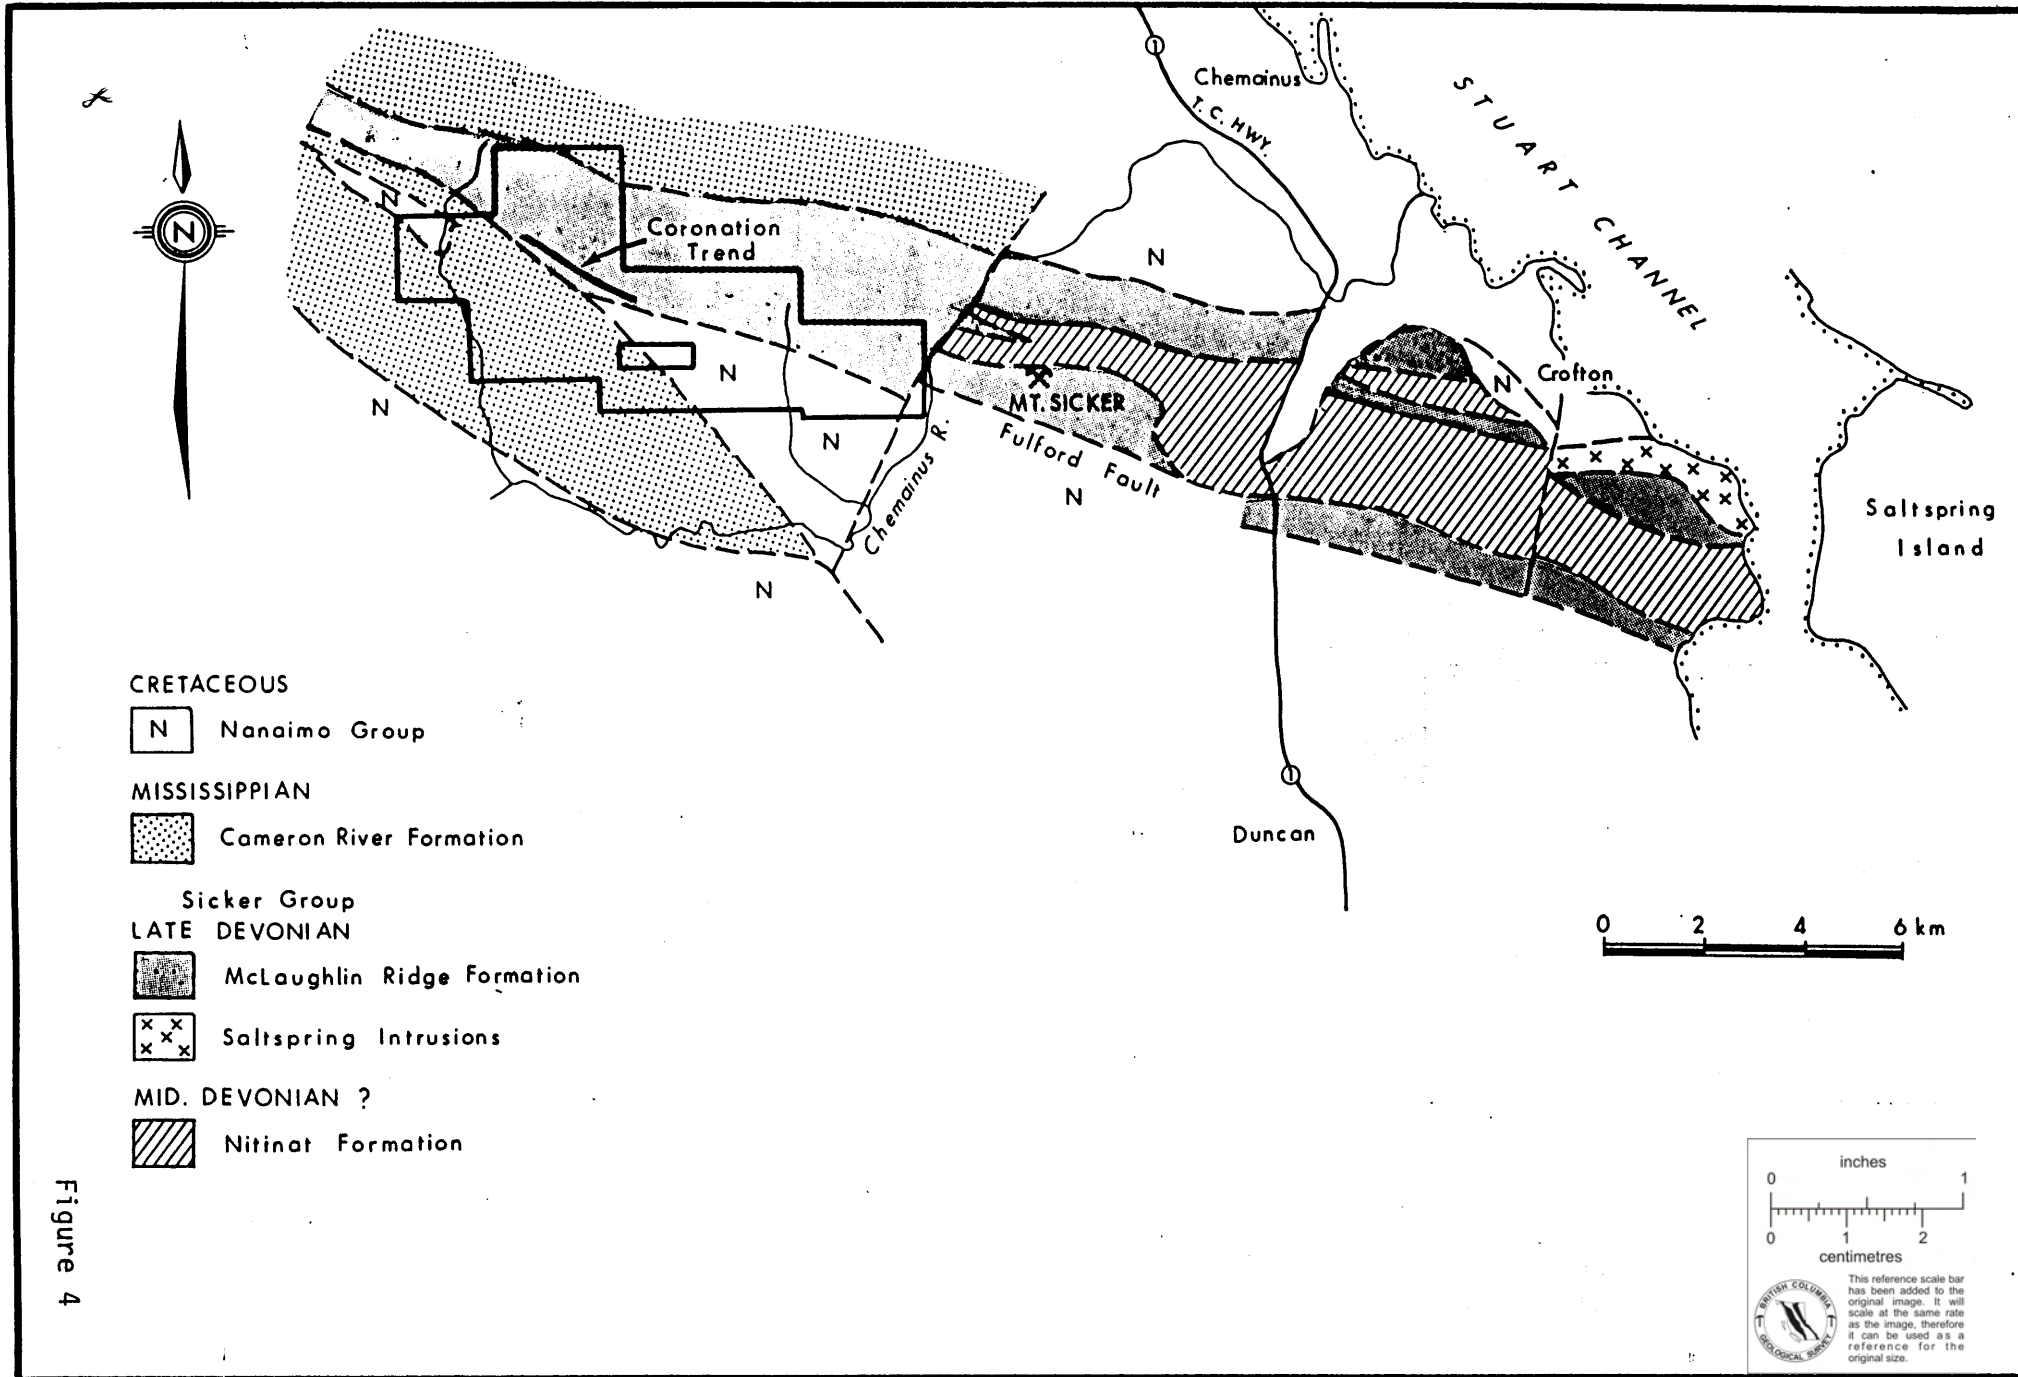 Chemainus
T. C. HWY.
STUART CHANNEL
N
N
Coronation
Trend
N
N
N
Crofton
N
N
MT. SICKER
Fulford Fault
N
N
Chemainus R.
N
Saltspring
Island
1
1
Duncan
CRETACEOUS
N Nanaimo Group
MISSISSIPPIAN
Cameron River Formation
Sicker Group
LATE DEVONIAN
McLaughlin Ridge Formation
Saltspring Intrusions
MID. DEVONIAN ?
Nitinat Formation
0 2 4 6 km
Figure 4
inches
0 1
0 1 2
centimetres
BRITISH COLUMBIA
GEOLOGICAL SURVEY
This reference scale bar
has been added to the
original image. It will
scale at the same rate
as the image, therefore
it can be used as a
reference for the
original size.